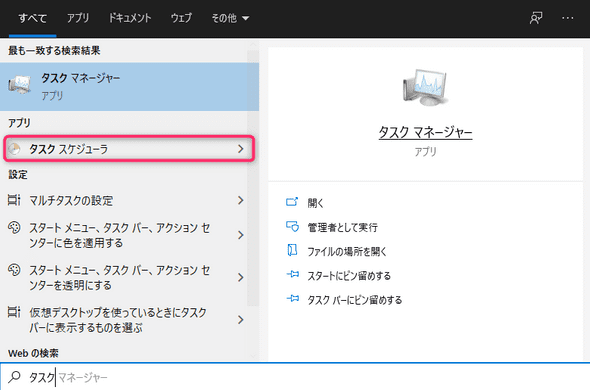 すべて アプリ ドキュメント ウェブ その他
最も一致する検索結果
タスク マネージャー
アプリ
アプリ
タスク スケジューラ
設定
マルチタスクの設定
スタート メニュー、タスク バー、アクション セ
ンターに色を適用する
スタート メニュー、タスク バー、アクション セ
ンターを透明にする
仮想デスクトップを使っているときにタスク
バーに表示するものを選ぶ
Web の検索
タスク マネージャー
アプリ
開く
管理者として実行
ファイルの場所を開く
スタートにピン留めする
タスク バーにピン留めする
タスク マネージャー